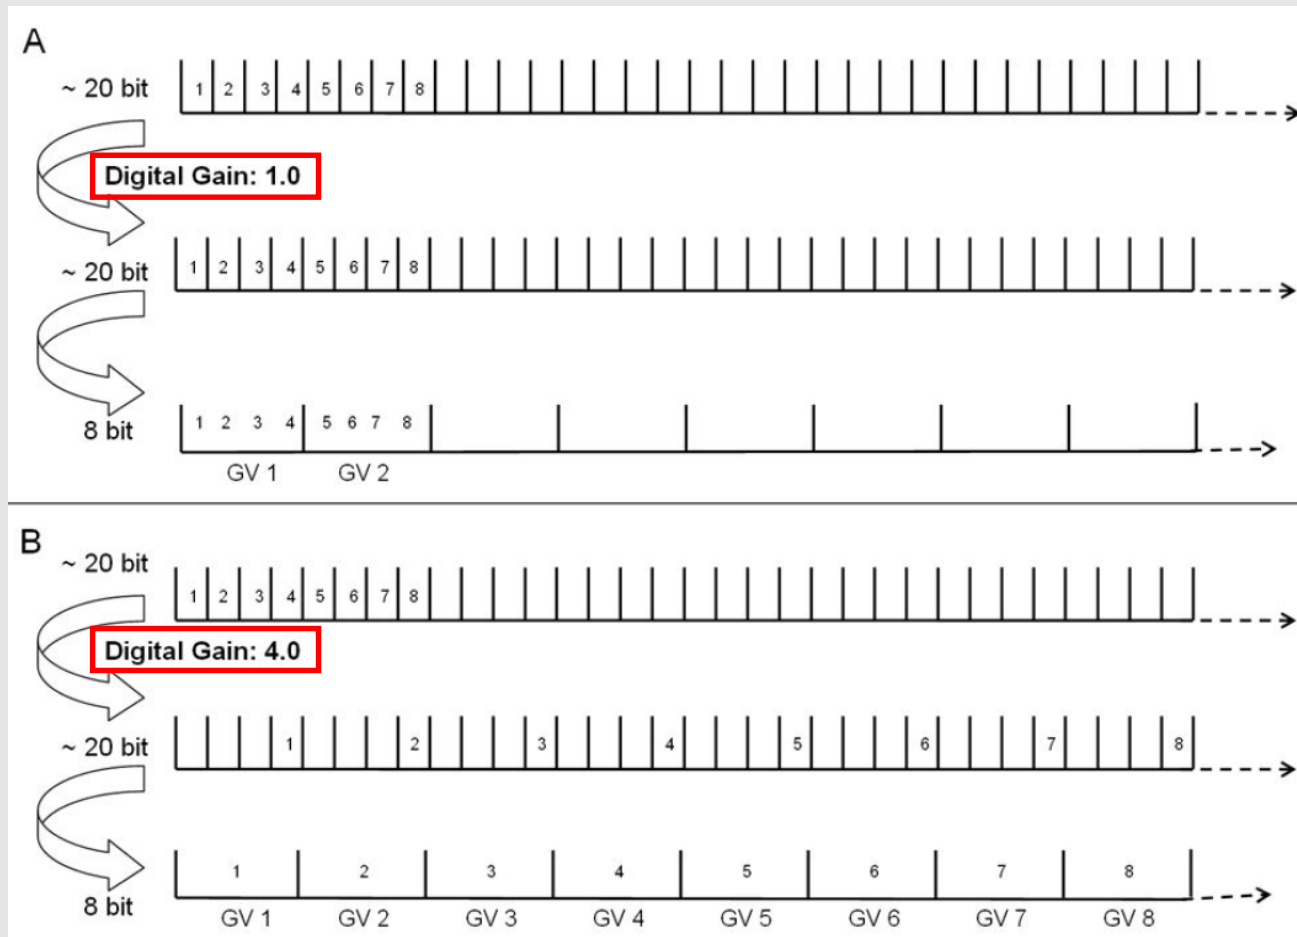 A
~ 20 bit 1 2 3 4 5 6 7 8
Digital Gain: 1.0
~ 20 bit 1 2 3 4 5 6 7 8
8 bit 1 2 3 4 5 6 7 8
GV 1 GV 2
B
~ 20 bit 1 2 3 4 5 6 7 8
Digital Gain: 4.0
~ 20 bit 1 2 3 4 5 6 7 8
8 bit 1 2 3 4 5 6 7 8
GV 1 GV 2 GV 3 GV 4 GV 5 GV 6 GV 7 GV 8